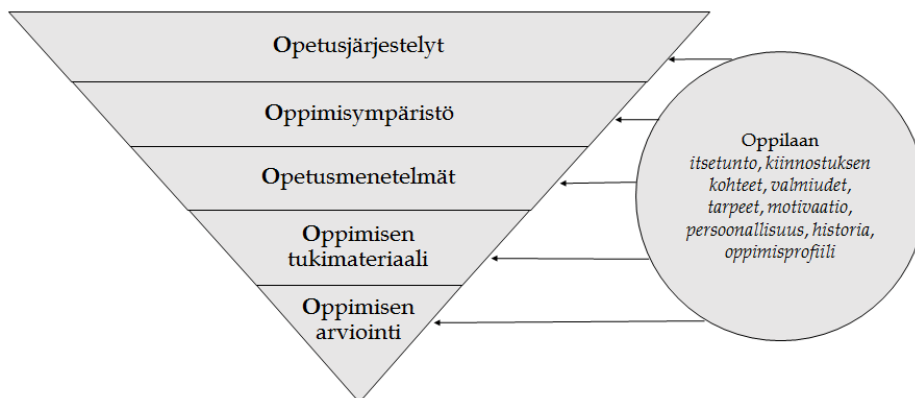 Opetusjärjestelyt
Oppimisympäristö
Opetusmenetelmät
Oppimisen
tukimateriaali
Oppimisen
arviointi
Oppilaan
itsetunto, kiinnostuksen
kohteet, valmiudet,
tarpeet, motivaatio,
persoonallisuus, historia,
oppimisprofiili